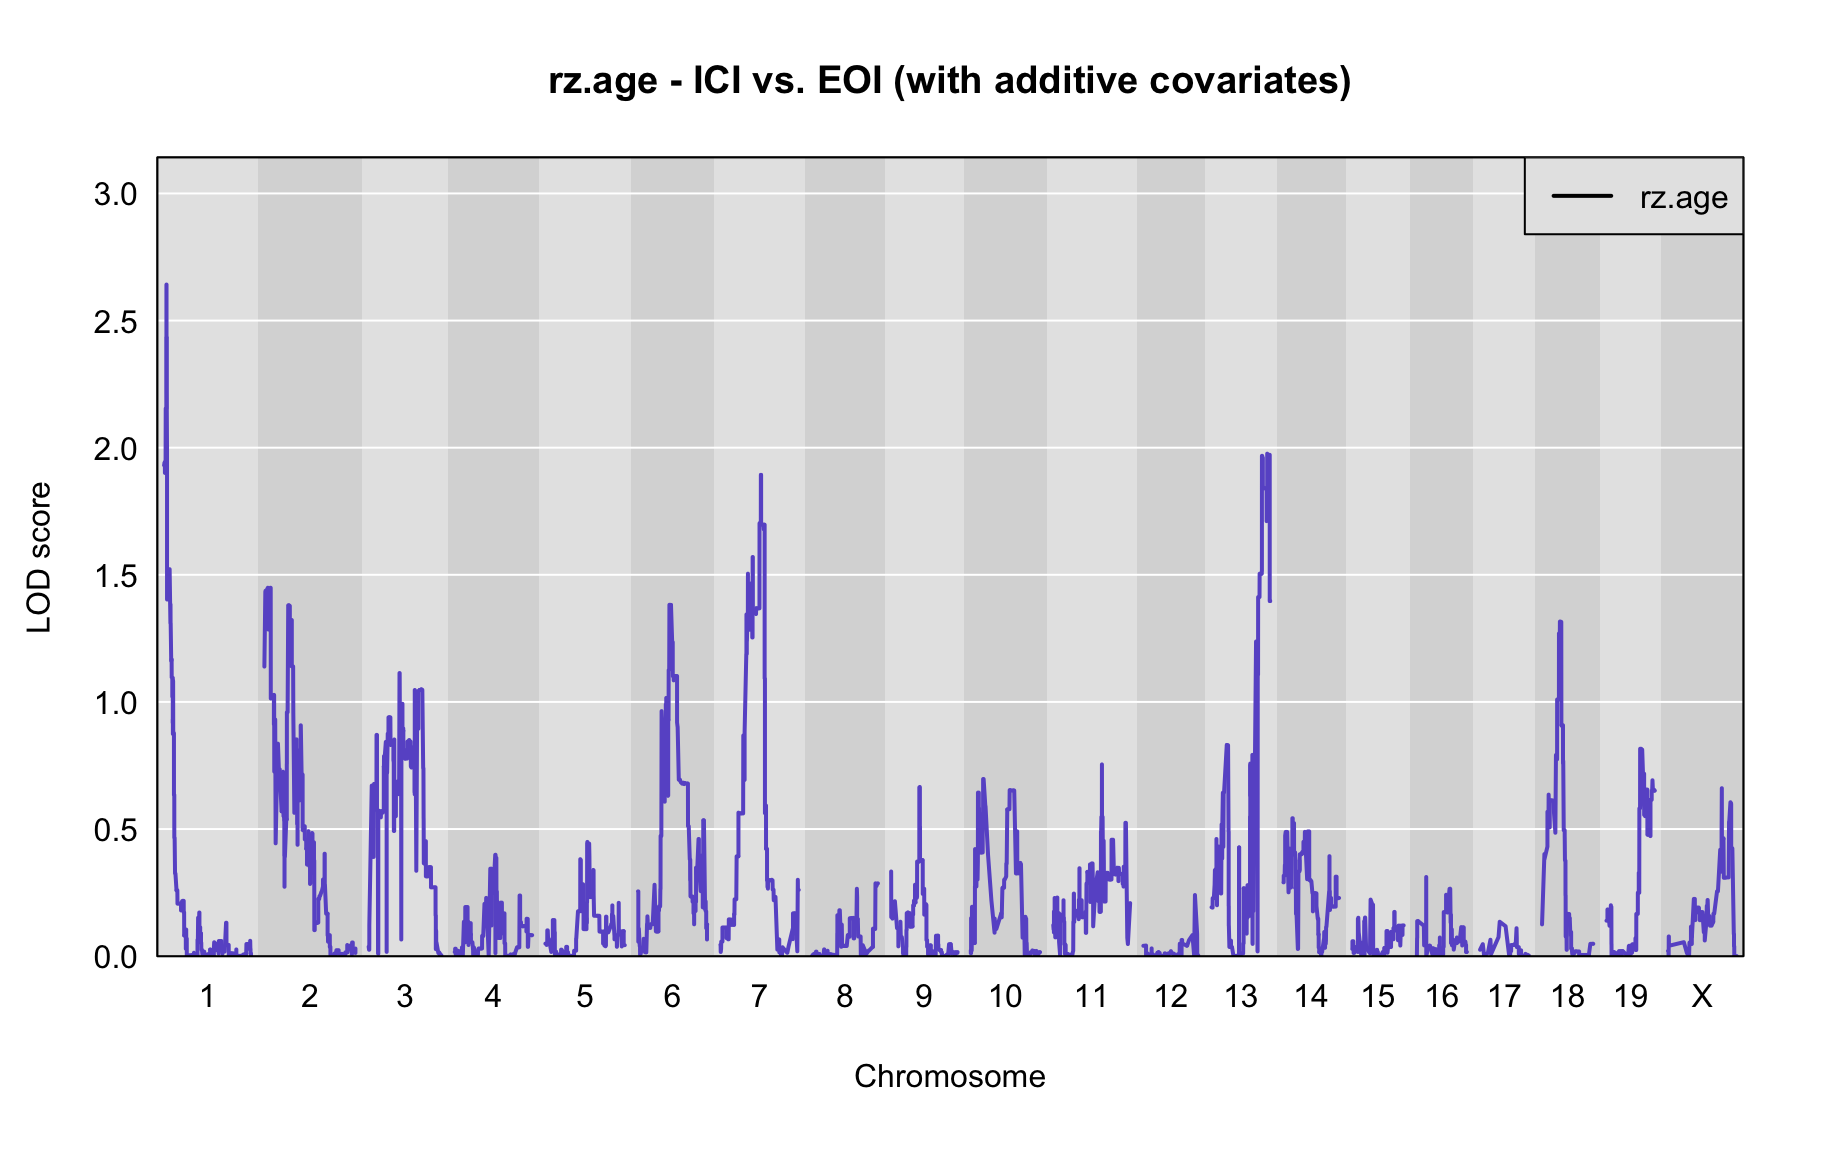 rz.age - ICI vs. EOI (with additive covariates)
rz.age
3.0
2.5
2.0
1.5
1.0
0.5
0.0
LOD score
1 2 3 4 5 6 7 8 9 10 11 12 13 14 15 16 17 18 19 X
Chromosome